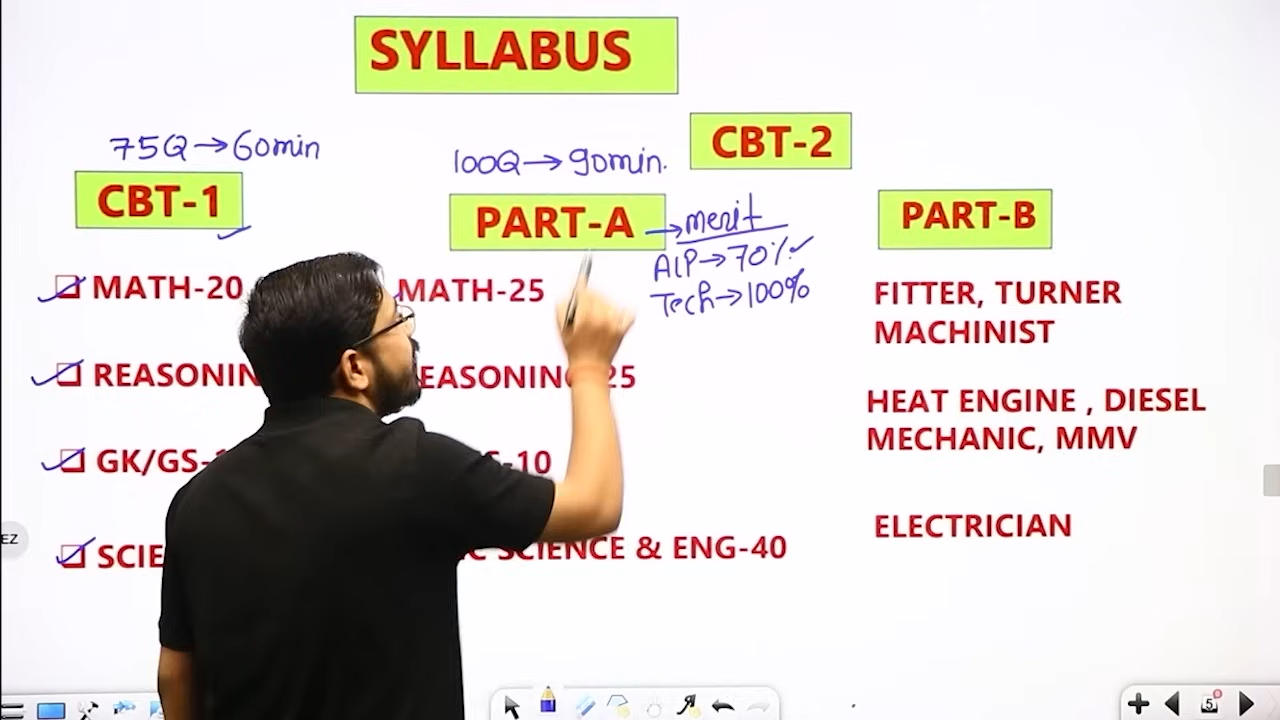 SYLLABUS
CBT-2
75Q→60min
100Q→90min.
CBT-1
PART-A →merit
PART-B
AlP→70%
Tech→100%
MATH-20
MATH-25
FITTER, TURNER
MACHINIST
REASONIN
EASONING 25
HEAT ENGINE , DIESEL
MECHANIC, MMV
GK/GS-1
-10
ELECTRICIAN
SCIE
SCIENCE & ENG-40
EZ
5